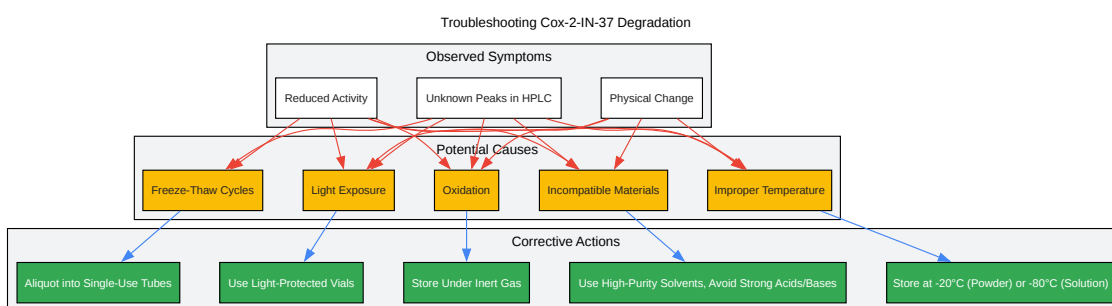 Troubleshooting Cox-2-IN-37 Degradation
Observed Symptoms
Reduced Activity
Unknown Peaks in HPLC
Physical Change
Potential Causes
Freeze-Thaw Cycles
Light Exposure
Oxidation
Incompatible Materials
Improper Temperature
Corrective Actions
Aliquot into Single-Use Tubes
Use Light-Protected Vials
Store Under Inert Gas
Use High-Purity Solvents, Avoid Strong Acids/Bases
Store at -20°C (Powder) or -80°C (Solution)